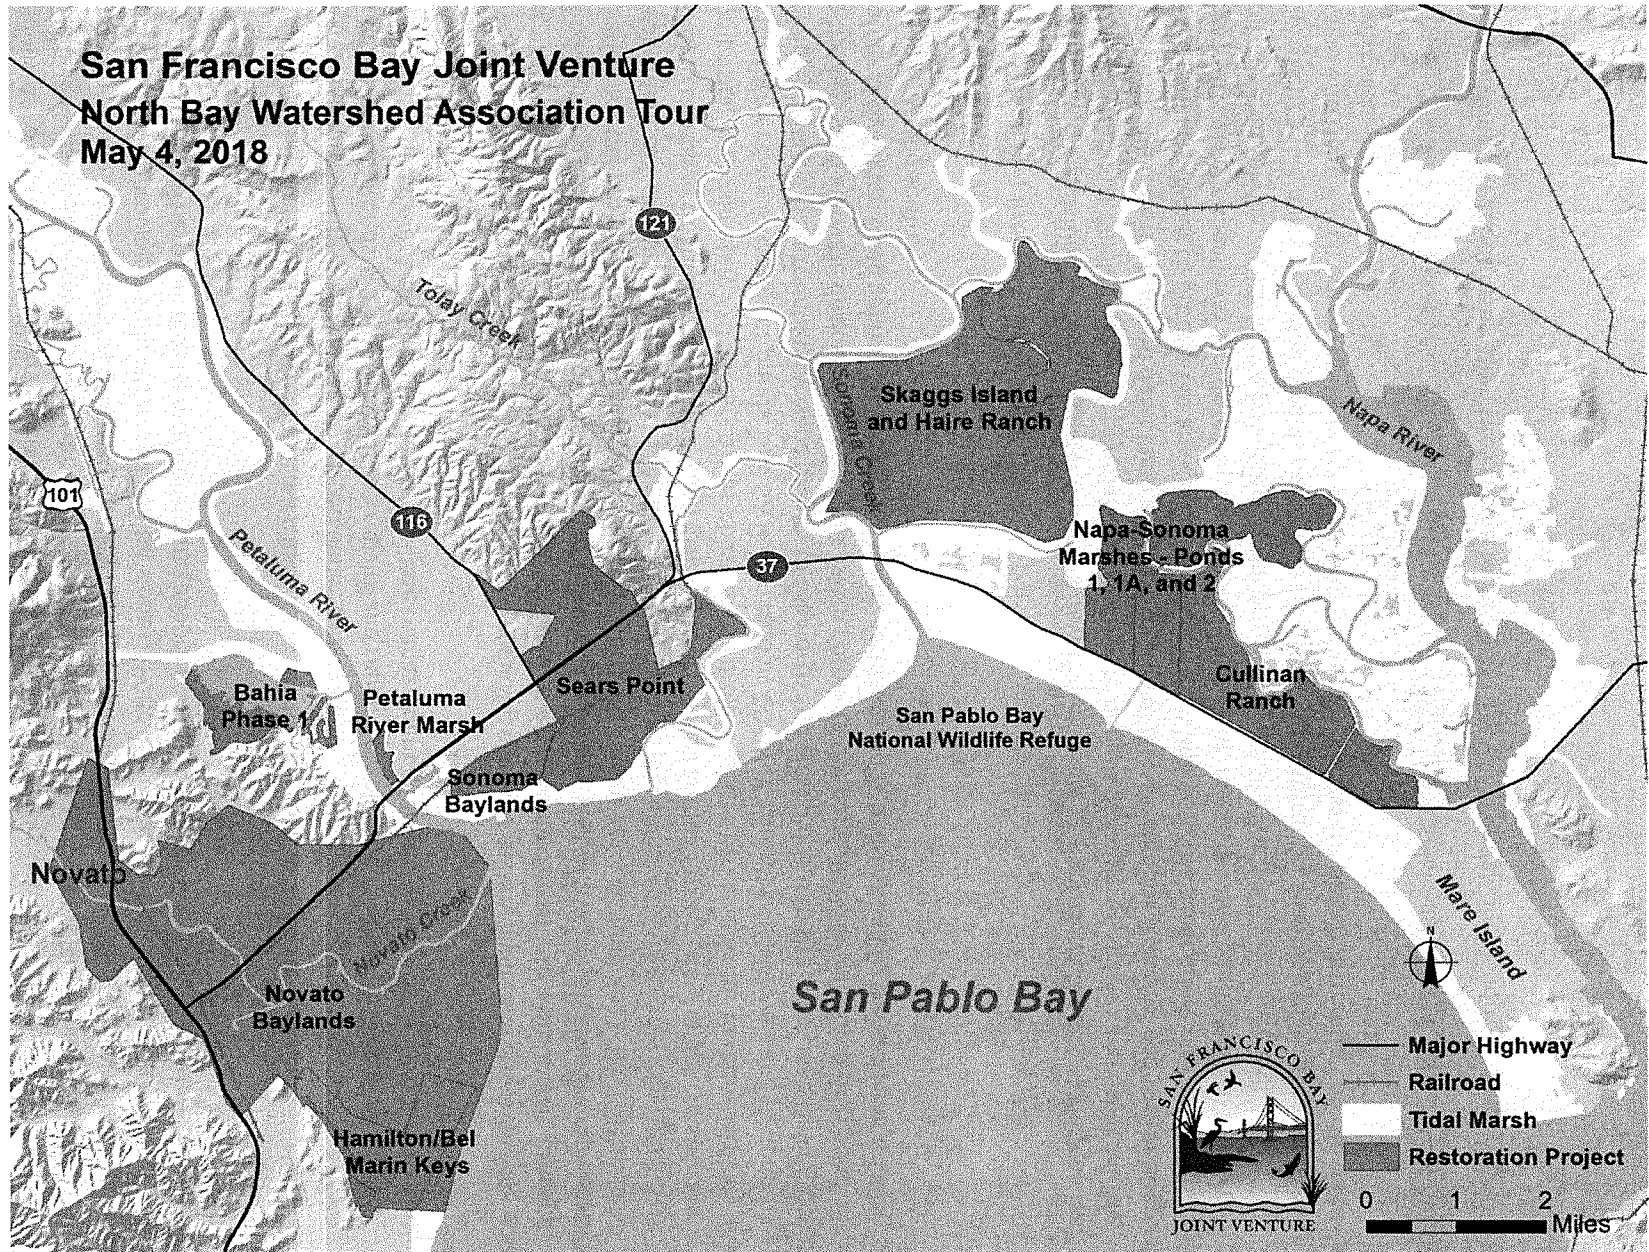 San Francisco Bay Joint Venture
North Bay Watershed Association Tour
May 4, 2018
121
Tolay Creek
Skaggs Island
and Haire Ranch
Sonoma Creek
Napa River
101
116
Petaluma River
37
Napa-Sonoma
Marshes - Ponds
1, 1A, and 2
Bahia
Phase 1
Petaluma
River Marsh
Sears Point
Cullinan
Ranch
San Pablo Bay
National Wildlife Refuge
Sonoma
Baylands
Novato
Novato Creek
Mare Island
Novato
Baylands
San Pablo Bay
N
Hamilton/Bel
Marin Keys
SAN FRANCISCO BAY
JOINT VENTURE
Major Highway
Railroad
Tidal Marsh
Restoration Project
0 1 2
Miles